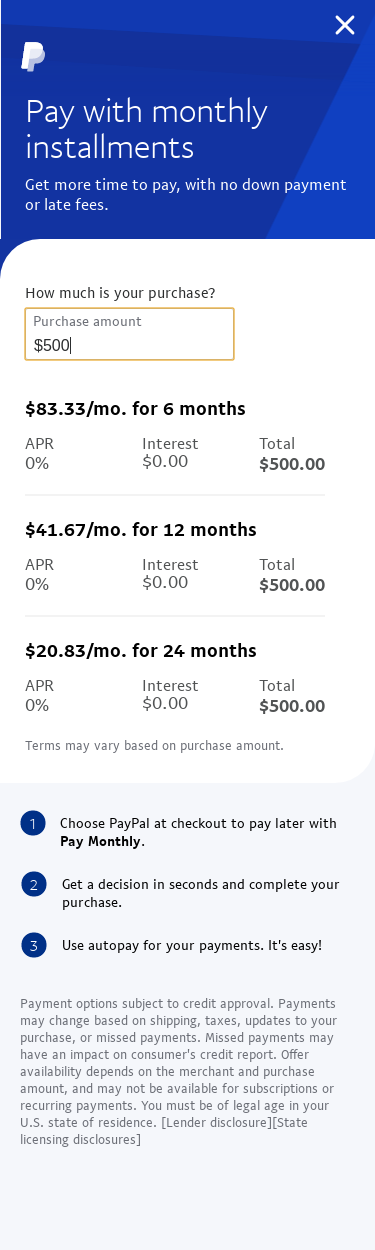 Pay with monthly
installments
Get more time to pay, with no down payment
or late fees.
How much is your purchase?
Purchase amount
$500
$83.33/mo. for 6 months
APR Interest Total
0% $0.00 $500.00
$41.67/mo. for 12 months
APR Interest Total
0% $0.00 $500.00
$20.83/mo. for 24 months
APR Interest Total
0% $0.00 $500.00
Terms may vary based on purchase amount.
1 Choose PayPal at checkout to pay later with
Pay Monthly.
2 Get a decision in seconds and complete your
purchase.
3 Use autopay for your payments. It's easy!
Payment options subject to credit approval. Payments
may change based on shipping, taxes, updates to your
purchase, or missed payments. Missed payments may
have an impact on consumer's credit report. Offer
availability depends on the merchant and purchase
amount, and may not be available for subscriptions or
recurring payments. You must be of legal age in your
U.S. state of residence. [Lender disclosure][State
licensing disclosures]